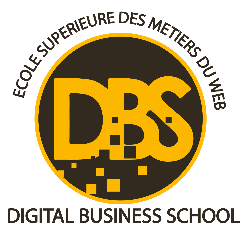 ECOLE SUPERIEURE DES METIERS DU WEB
DBS
DIGITAL BUSINESS SCHOOL